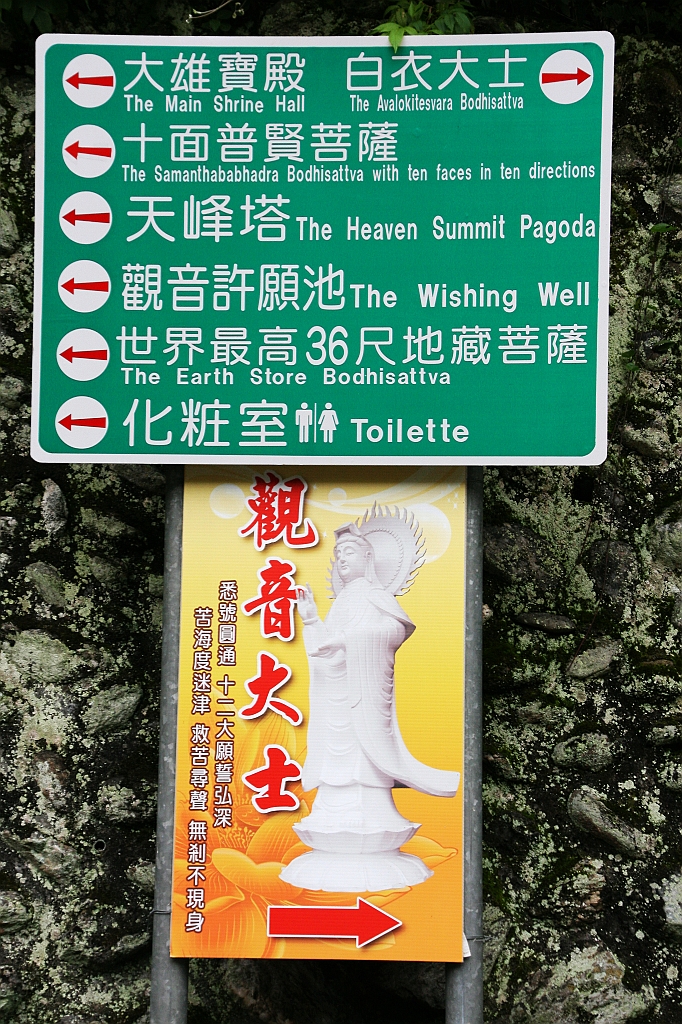 大雄寶殿 白衣大士
The Main Shrine Hall The Avalokitesvara Bodhisattva
十面普賢菩薩
The Samanthababhadra Bodhisattva with ten faces in ten directions
天峰塔 The Heaven Summit Pagoda
觀音許願池 The Wishing Well
世界最高36尺地藏菩薩
The Earth Store Bodhisattva
化粧室 Toilette
觀音大士
悉號圓通 十二大願誓弘深
苦海度迷津 救苦尋聲 無剎不現身